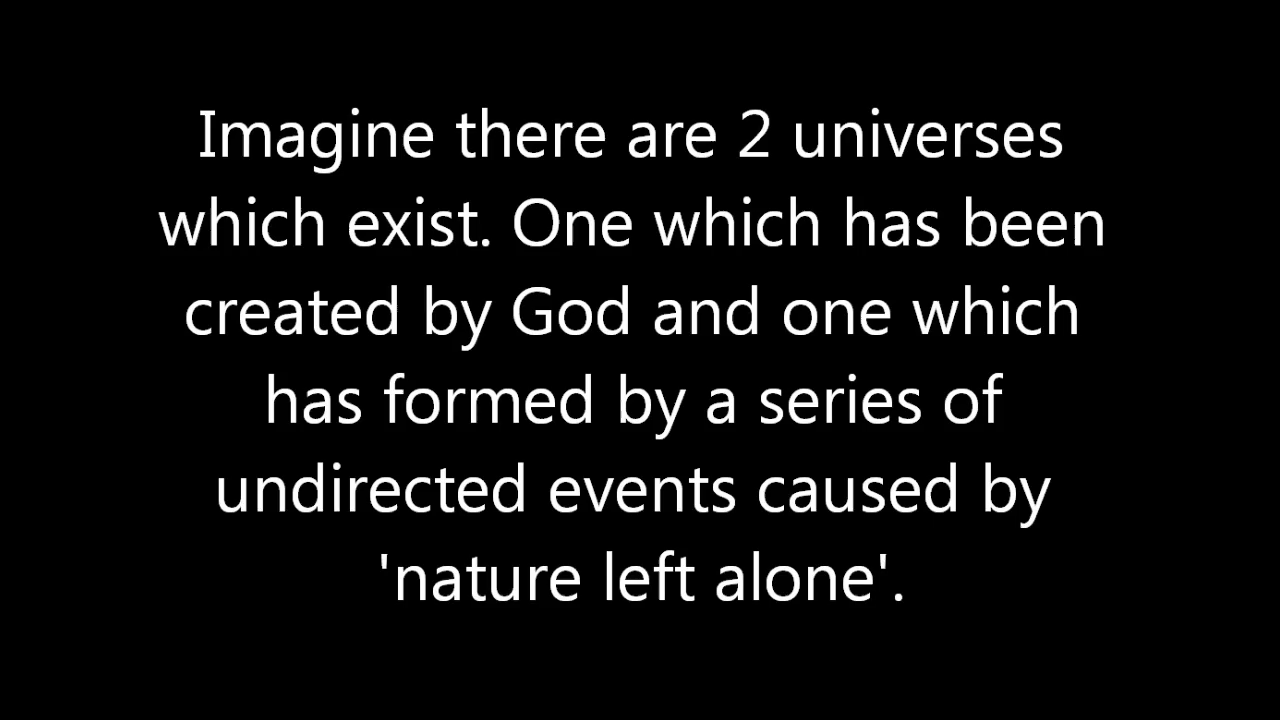 Imagine there are 2 universes
which exist. One which has been
created by God and one which
has formed by a series of
undirected events caused by
'nature left alone'.